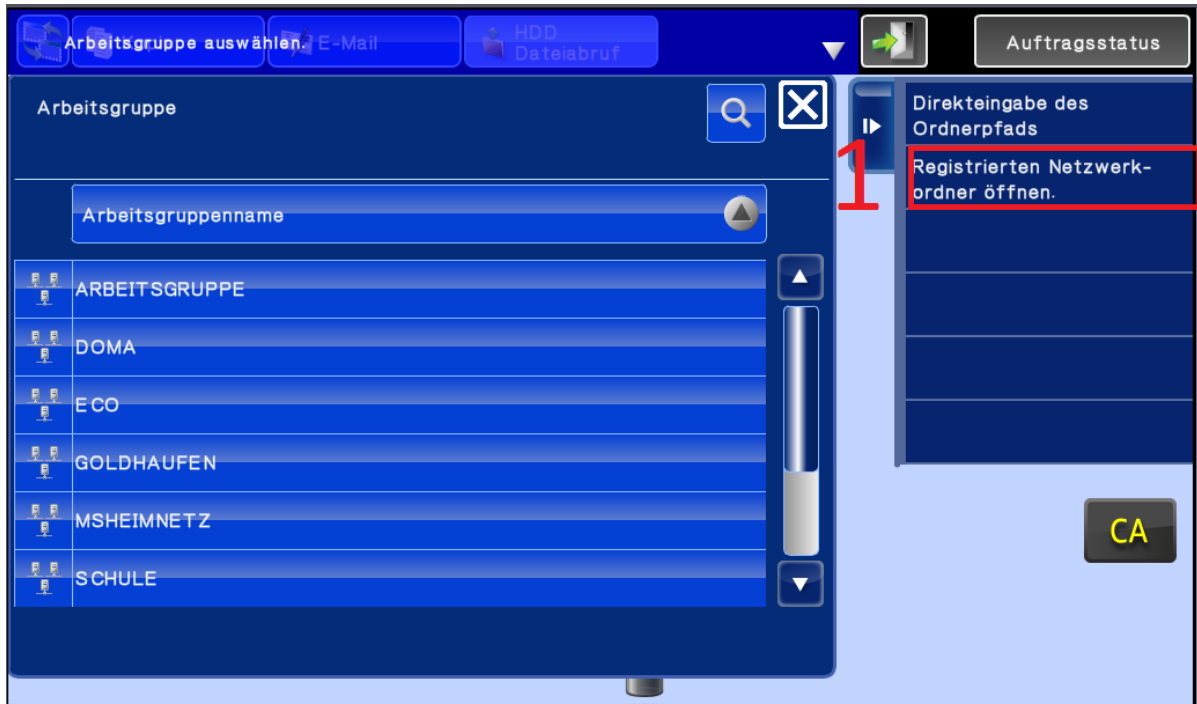 Arbeitsgruppe auswählen.
E-Mail
HDD
Dateiabruf
Auftragsstatus
Arbeitsgruppe
Direkteingabe des
Ordnerpfads
1
Registrierten Netzwerk-
ordner öffnen.
Arbeitsgruppenname
ARBEITSGRUPPE
DOMA
ECO
GOLDHAUFEN
MSHEIMNETZ
SCHULE
CA